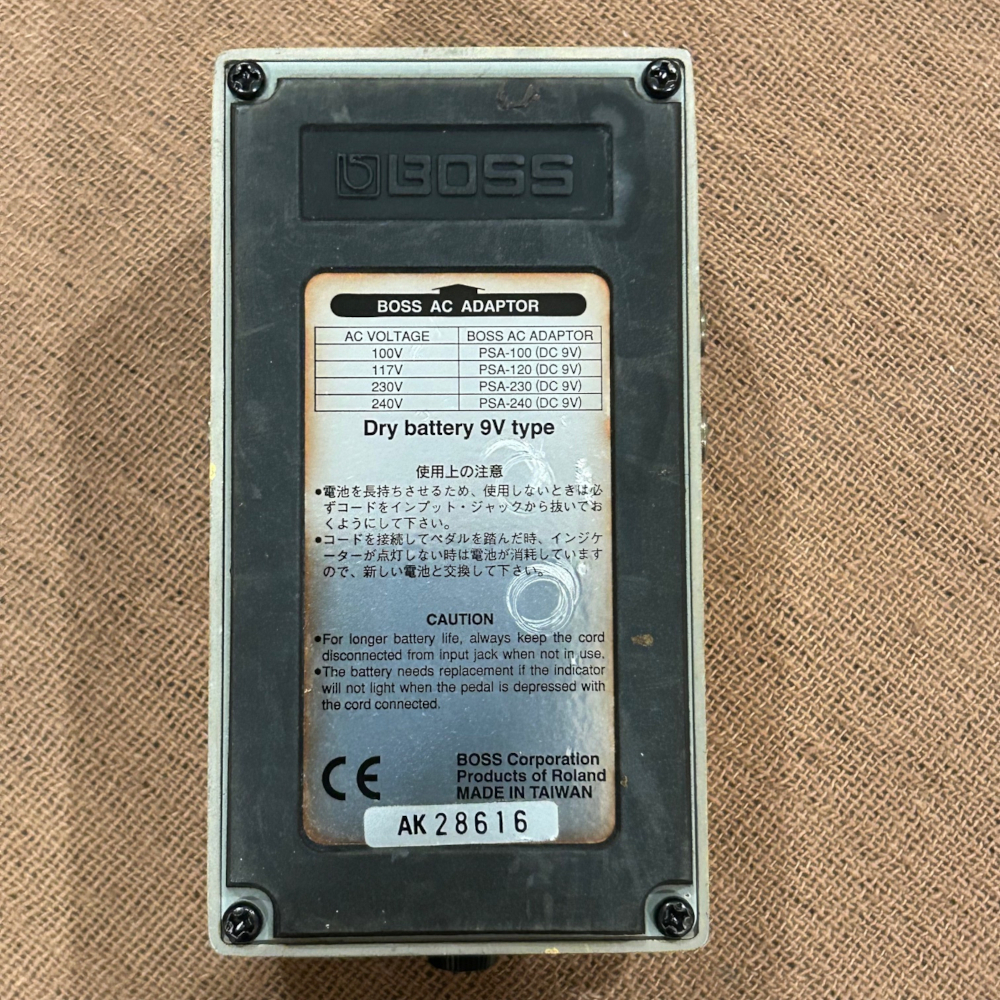 BOSS
BOSS AC ADAPTOR
AC VOLTAGE BOSS AC ADAPTOR
100V PSA-100 (DC 9V)
117V PSA-120 (DC 9V)
230V PSA-230 (DC 9V)
240V PSA-240 (DC 9V)
Dry battery 9V type
使用上の注意
●電池を長持ちさせるため、使用しないときは必
ずコードをインプット・ジャックから抜いてお
くようにして下さい。
●コードを接続してペダルを踏んだ時、インジケ
ーターが点灯しない時は電池が消耗しています
ので、新しい電池と交換して下さい。
CAUTION
●For longer battery life, always keep the cord
disconnected from input jack when not in use.
●The battery needs replacement if the indicator
will not light when the pedal is depressed with
the cord connected.
CE
BOSS Corporation
Products of Roland
MADE IN TAIWAN
AK 28616